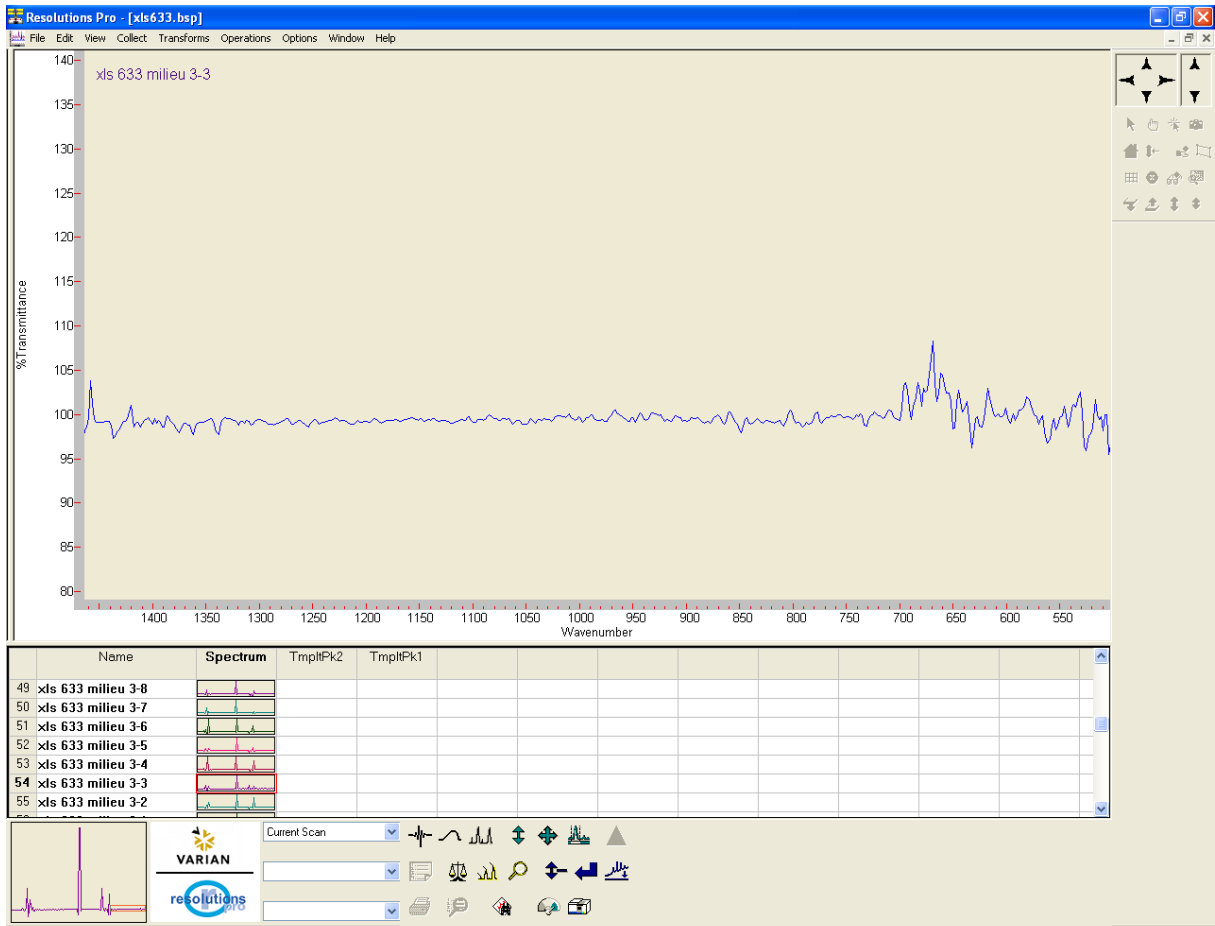 Resolutions Pro - [xls633.bsp]
File Edit View Collect Transforms Operations Options Window Help
xls 633 milieu 3-3
140
135
130
125
120
115
110
105
100
95
90
85
80
%Transmittance
1400 1350 1300 1250 1200 1150 1100 1050 1000 950 900 850 800 750 700 650 600 550
Wavenumber
Name Spectrum TmpltPk2 TmpltPk1
49 xls 633 milieu 3-8
50 xls 633 milieu 3-7
51 xls 633 milieu 3-6
52 xls 633 milieu 3-5
53 xls 633 milieu 3-4
54 xls 633 milieu 3-3
55 xls 633 milieu 3-2
VARIAN
resolutions
pro
Current Scan